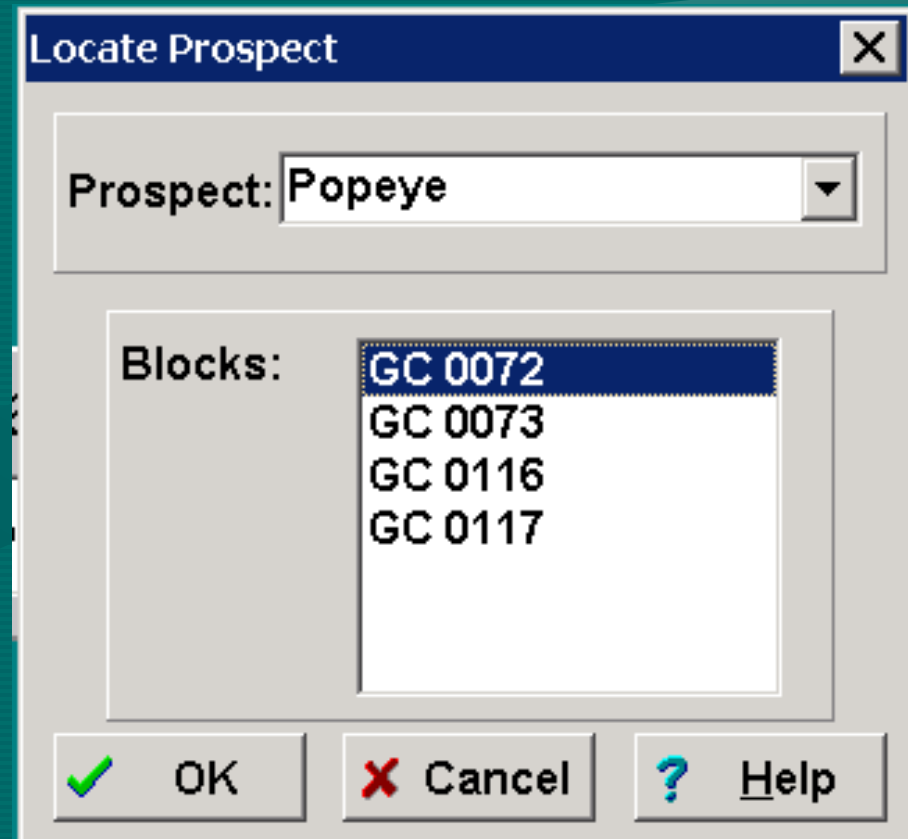 Locate Prospect
Prospect: Popeye
Blocks: GC 0072
GC 0073
GC 0116
GC 0117
OK Cancel ? Help